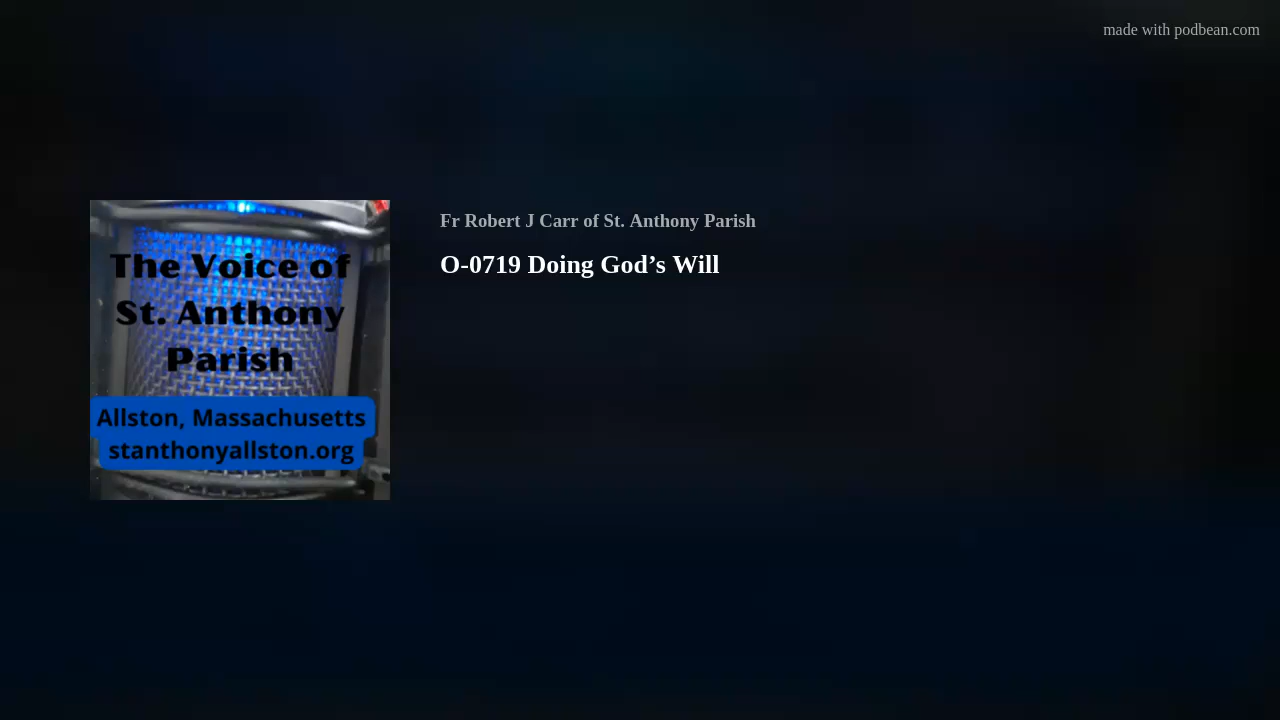 made with podbean.com
Fr Robert J Carr of St. Anthony Parish
O-0719 Doing God’s Will
The Voice of
St. Anthony
Parish
Allston, Massachusetts
stanthonyallston.org